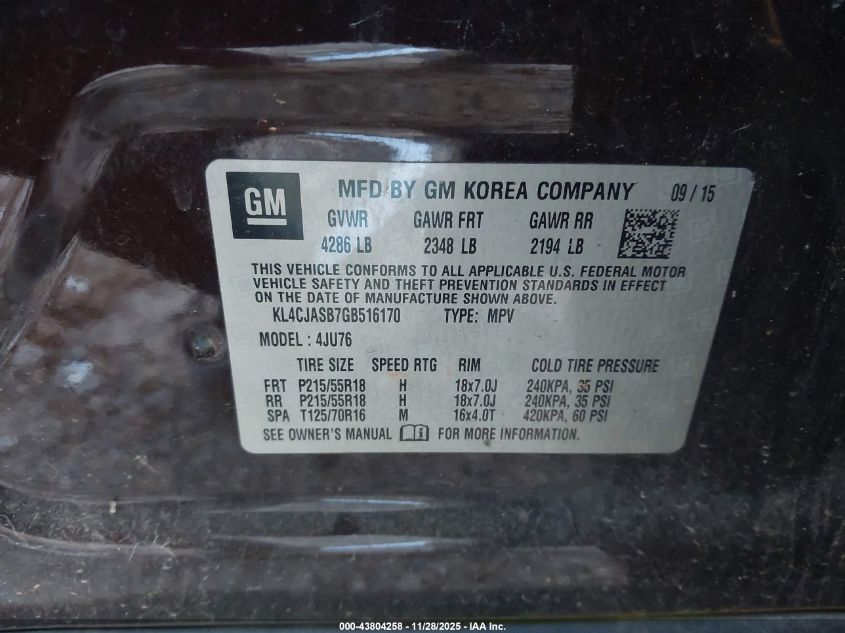 GM MFD BY GM KOREA COMPANY 09 / 15
GVWR GAWR FRT GAWR RR
4286 LB 2348 LB 2194 LB
THIS VEHICLE CONFORMS TO ALL APPLICABLE U.S. FEDERAL MOTOR
VEHICLE SAFETY AND THEFT PREVENTION STANDARDS IN EFFECT
ON THE DATE OF MANUFACTURE SHOWN ABOVE.
KL4CJASB7GB516170 TYPE: MPV
MODEL : 4JU76
TIRE SIZE SPEED RTG RIM COLD TIRE PRESSURE
FRT P215/55R18 H 18x7.0J 240KPA, 35 PSI
RR P215/55R18 H 18x7.0J 240KPA, 35 PSI
SPA T125/70R16 M 16x4.0T 420KPA, 60 PSI
SEE OWNER'S MANUAL FOR MORE INFORMATION.
000-43804258 - 11/28/2025 - IAA Inc.